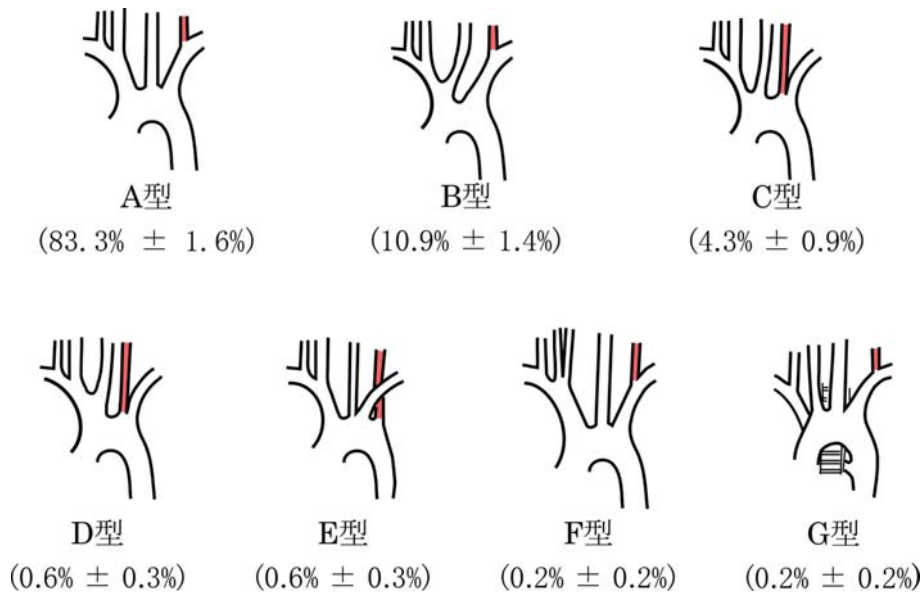 A型
(83.3% ± 1.6%)
B型
(10.9% ± 1.4%)
C型
(4.3% ± 0.9%)
D型
(0.6% ± 0.3%)
E型
(0.6% ± 0.3%)
F型
(0.2% ± 0.2%)
G型
(0.2% ± 0.2%)